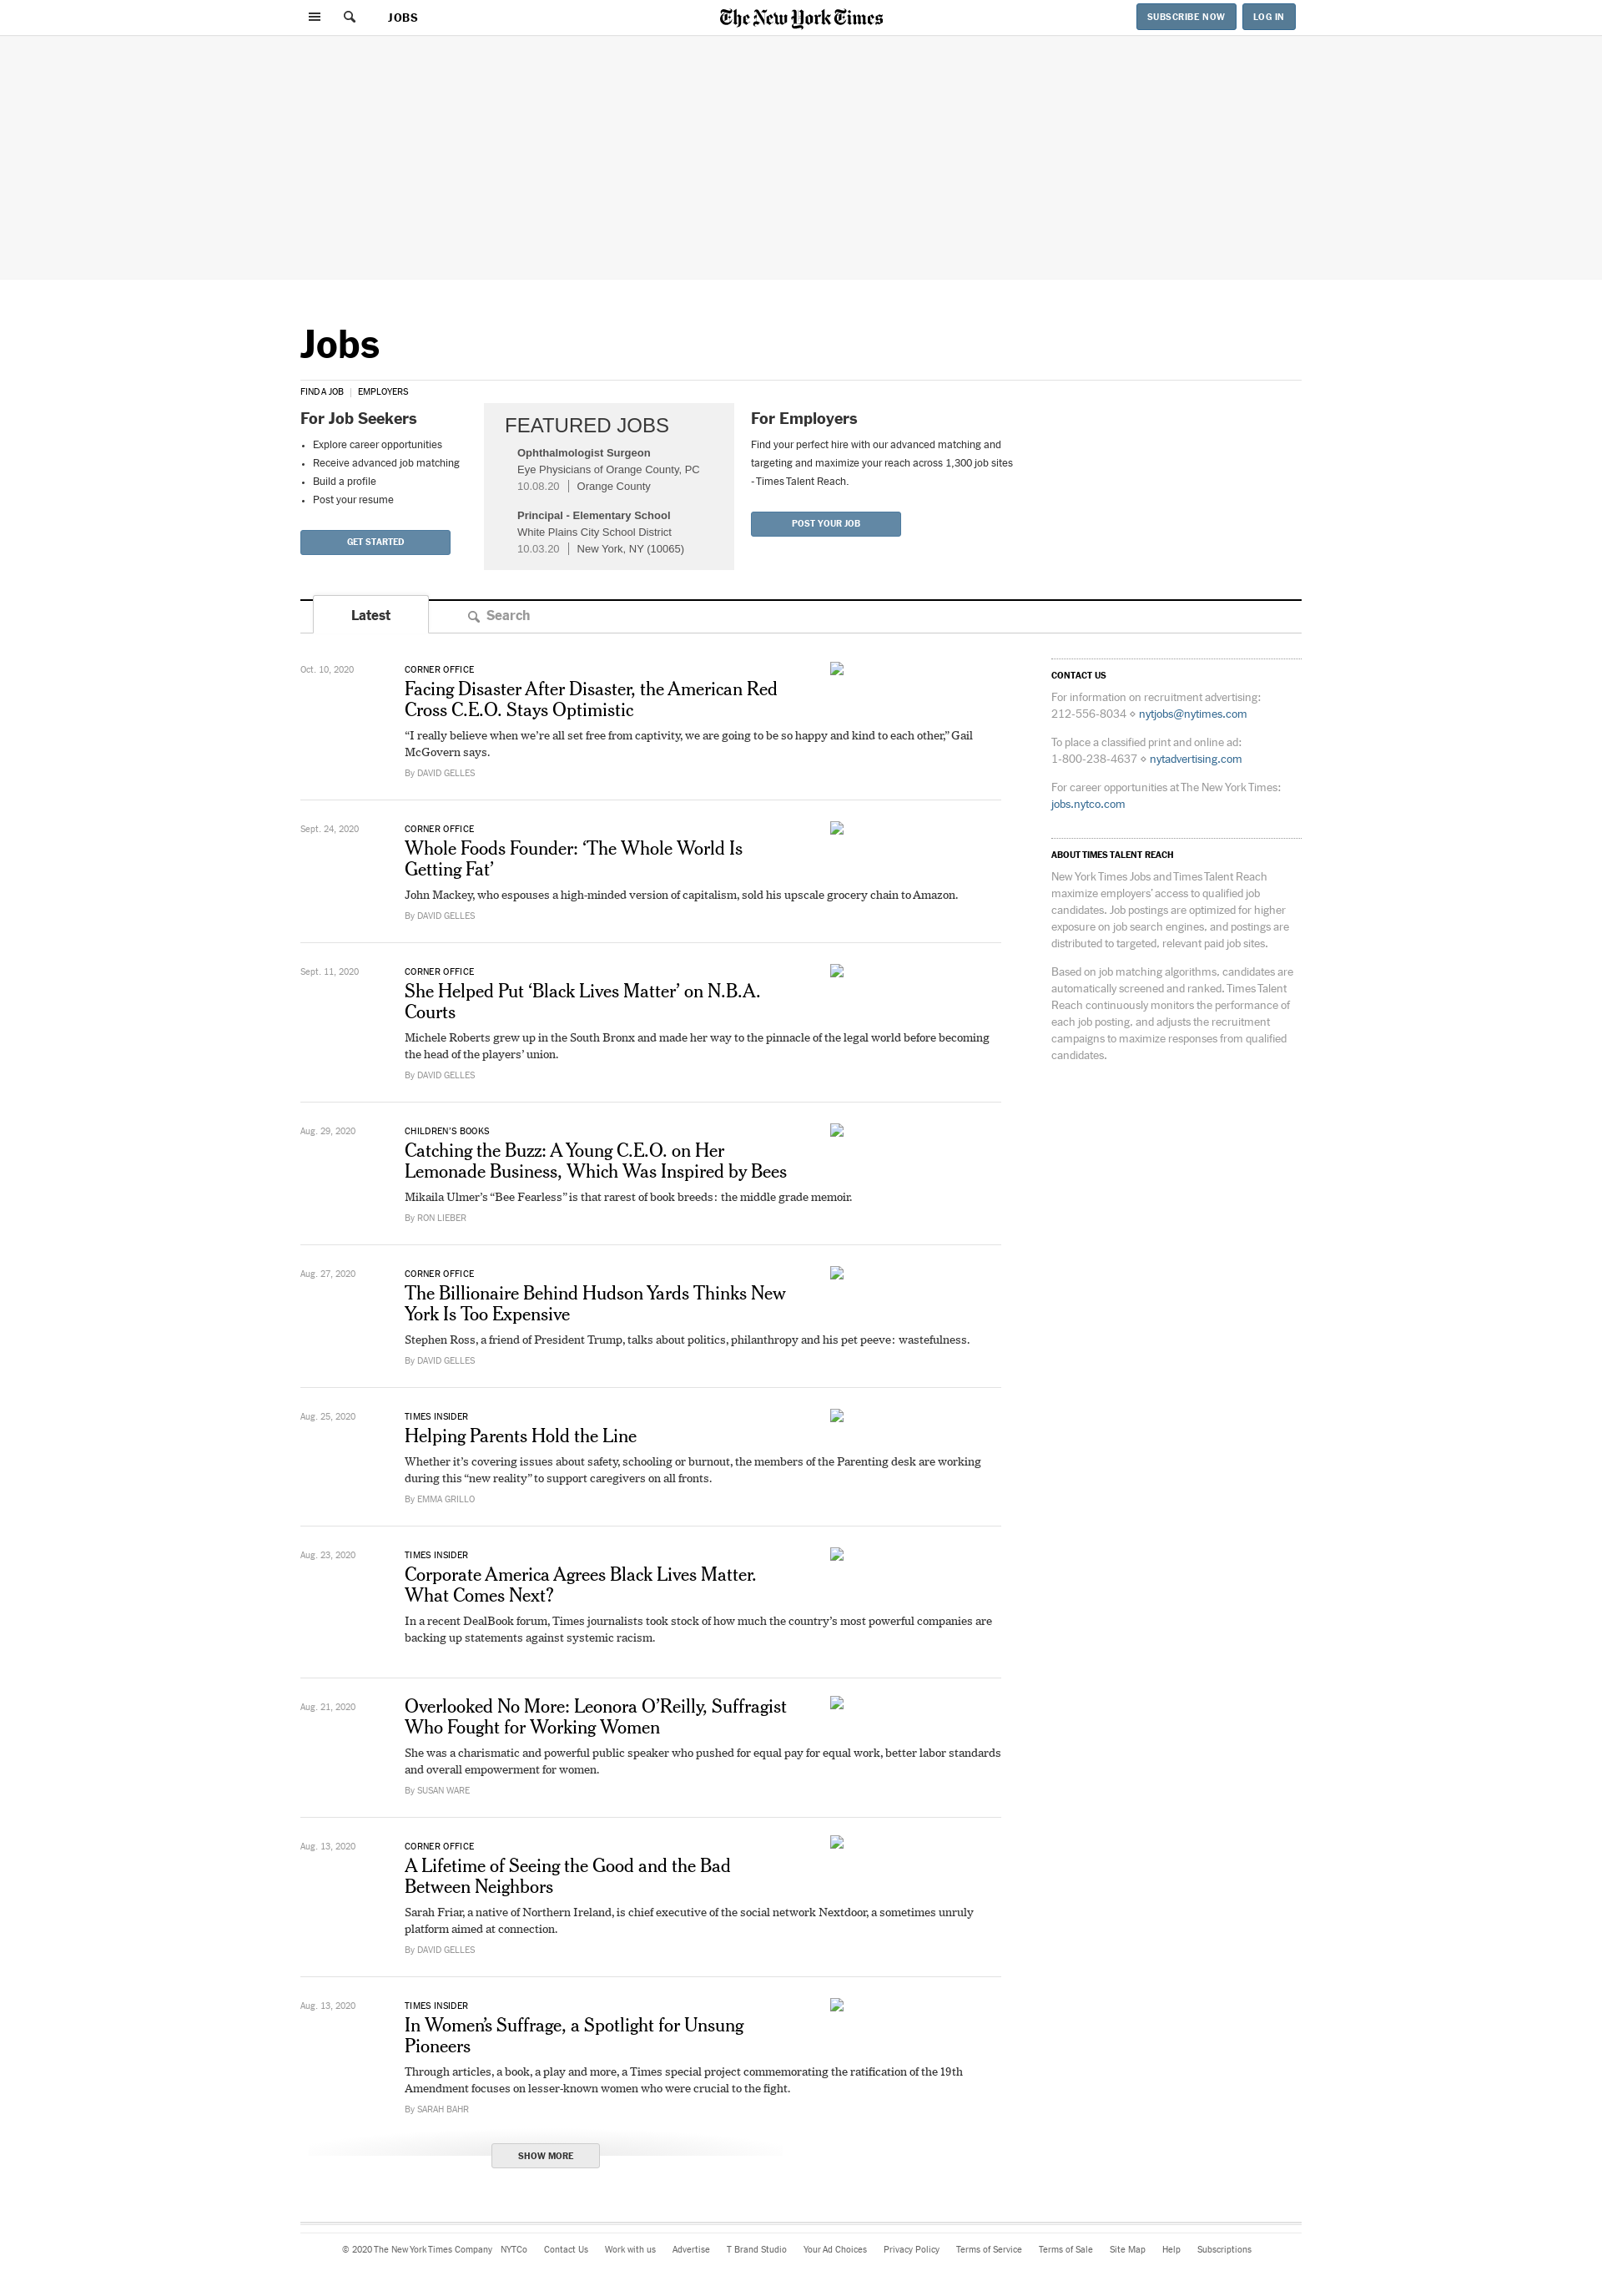 JOBS
The New York Times
SUBSCRIBE NOW
LOG IN
Jobs
FIND A JOB | EMPLOYERS
For Job Seekers
• Explore career opportunities
• Receive advanced job matching
• Build a profile
• Post your resume
GET STARTED
FEATURED JOBS
Ophthalmologist Surgeon
Eye Physicians of Orange County, PC
10.08.20 | Orange County
Principal - Elementary School
White Plains City School District
10.03.20 | New York, NY (10065)
For Employers
Find your perfect hire with our advanced matching and
targeting and maximize your reach across 1,300 job sites
- Times Talent Reach.
POST YOUR JOB
Latest
Search
Oct. 10, 2020
CORNER OFFICE
Facing Disaster After Disaster, the American Red
Cross C.E.O. Stays Optimistic
“I really believe when we’re all set free from captivity, we are going to be so happy and kind to each other,” Gail
McGovern says.
By DAVID GELLES
Sept. 24, 2020
CORNER OFFICE
Whole Foods Founder: ‘The Whole World Is
Getting Fat’
John Mackey, who espouses a high-minded version of capitalism, sold his upscale grocery chain to Amazon.
By DAVID GELLES
Sept. 11, 2020
CORNER OFFICE
She Helped Put ‘Black Lives Matter’ on N.B.A.
Courts
Michele Roberts grew up in the South Bronx and made her way to the pinnacle of the legal world before becoming
the head of the players’ union.
By DAVID GELLES
Aug. 29, 2020
CHILDREN’S BOOKS
Catching the Buzz: A Young C.E.O. on Her
Lemonade Business, Which Was Inspired by Bees
Mikaila Ulmer’s “Bee Fearless” is that rarest of book breeds: the middle grade memoir.
By RON LIEBER
Aug. 27, 2020
CORNER OFFICE
The Billionaire Behind Hudson Yards Thinks New
York Is Too Expensive
Stephen Ross, a friend of President Trump, talks about politics, philanthropy and his pet peeve: wastefulness.
By DAVID GELLES
Aug. 25, 2020
TIMES INSIDER
Helping Parents Hold the Line
Whether it’s covering issues about safety, schooling or burnout, the members of the Parenting desk are working
during this “new reality” to support caregivers on all fronts.
By EMMA GRILLO
Aug. 23, 2020
TIMES INSIDER
Corporate America Agrees Black Lives Matter.
What Comes Next?
In a recent DealBook forum, Times journalists took stock of how much the country’s most powerful companies are
backing up statements against systemic racism.
Aug. 21, 2020
Overlooked No More: Leonora O’Reilly, Suffragist
Who Fought for Working Women
She was a charismatic and powerful public speaker who pushed for equal pay for equal work, better labor standards
and overall empowerment for women.
By SUSAN WARE
Aug. 13, 2020
CORNER OFFICE
A Lifetime of Seeing the Good and the Bad
Between Neighbors
Sarah Friar, a native of Northern Ireland, is chief executive of the social network Nextdoor, a sometimes unruly
platform aimed at connection.
By DAVID GELLES
Aug. 13, 2020
TIMES INSIDER
In Women’s Suffrage, a Spotlight for Unsung
Pioneers
Through articles, a book, a play and more, a Times special project commemorating the ratification of the 19th
Amendment focuses on lesser-known women who were crucial to the fight.
By SARAH BAHR
SHOW MORE
CONTACT US
For information on recruitment advertising:
212-556-8034 ⋄ nytjobs@nytimes.com
To place a classified print and online ad:
1-800-238-4637 ⋄ nytadvertising.com
For career opportunities at The New York Times:
jobs.nytco.com
ABOUT TIMES TALENT REACH
New York Times Jobs and Times Talent Reach
maximize employers’ access to qualified job
candidates. Job postings are optimized for higher
exposure on job search engines, and postings are
distributed to targeted, relevant paid job sites.
Based on job matching algorithms, candidates are
automatically screened and ranked. Times Talent
Reach continuously monitors the performance of
each job posting, and adjusts the recruitment
campaigns to maximize responses from qualified
candidates.
© 2020 The New York Times Company NYTCo Contact Us Work with us Advertise T Brand Studio Your Ad Choices Privacy Policy Terms of Service Terms of Sale Site Map Help Subscriptions